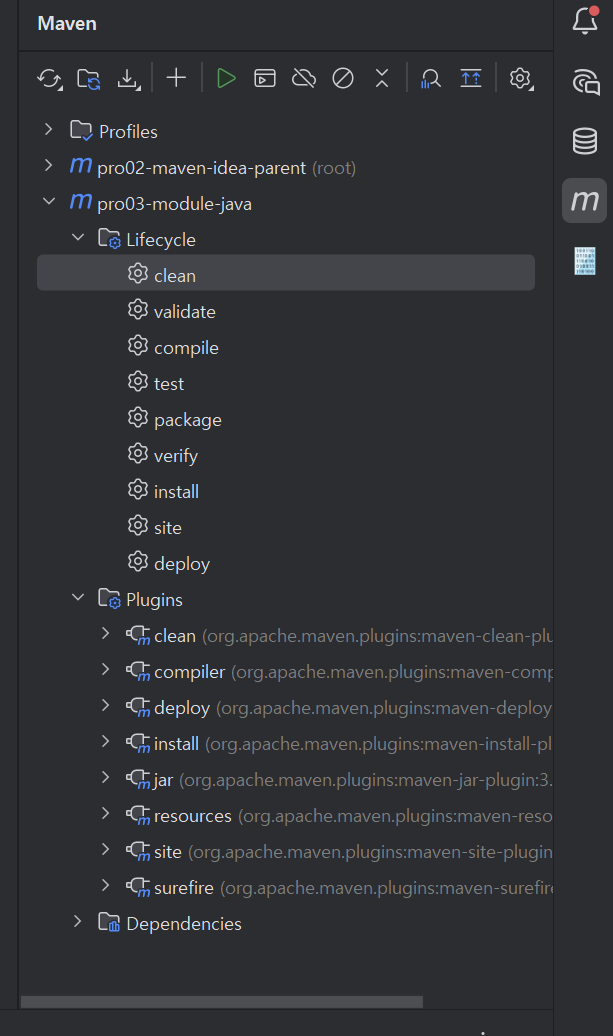 Maven
Profiles
pro02-maven-idea-parent (root)
pro03-module-java
Lifecycle
clean
validate
compile
test
package
verify
install
site
deploy
Plugins
clean (org.apache.maven.plugins:maven-clean-plu
compiler (org.apache.maven.plugins:maven-comp
deploy (org.apache.maven.plugins:maven-deploy
install (org.apache.maven.plugins:maven-install-pl
jar (org.apache.maven.plugins:maven-jar-plugin:3.
resources (org.apache.maven.plugins:maven-reso
site (org.apache.maven.plugins:maven-site-plugin
surefire (org.apache.maven.plugins:maven-surefire
Dependencies